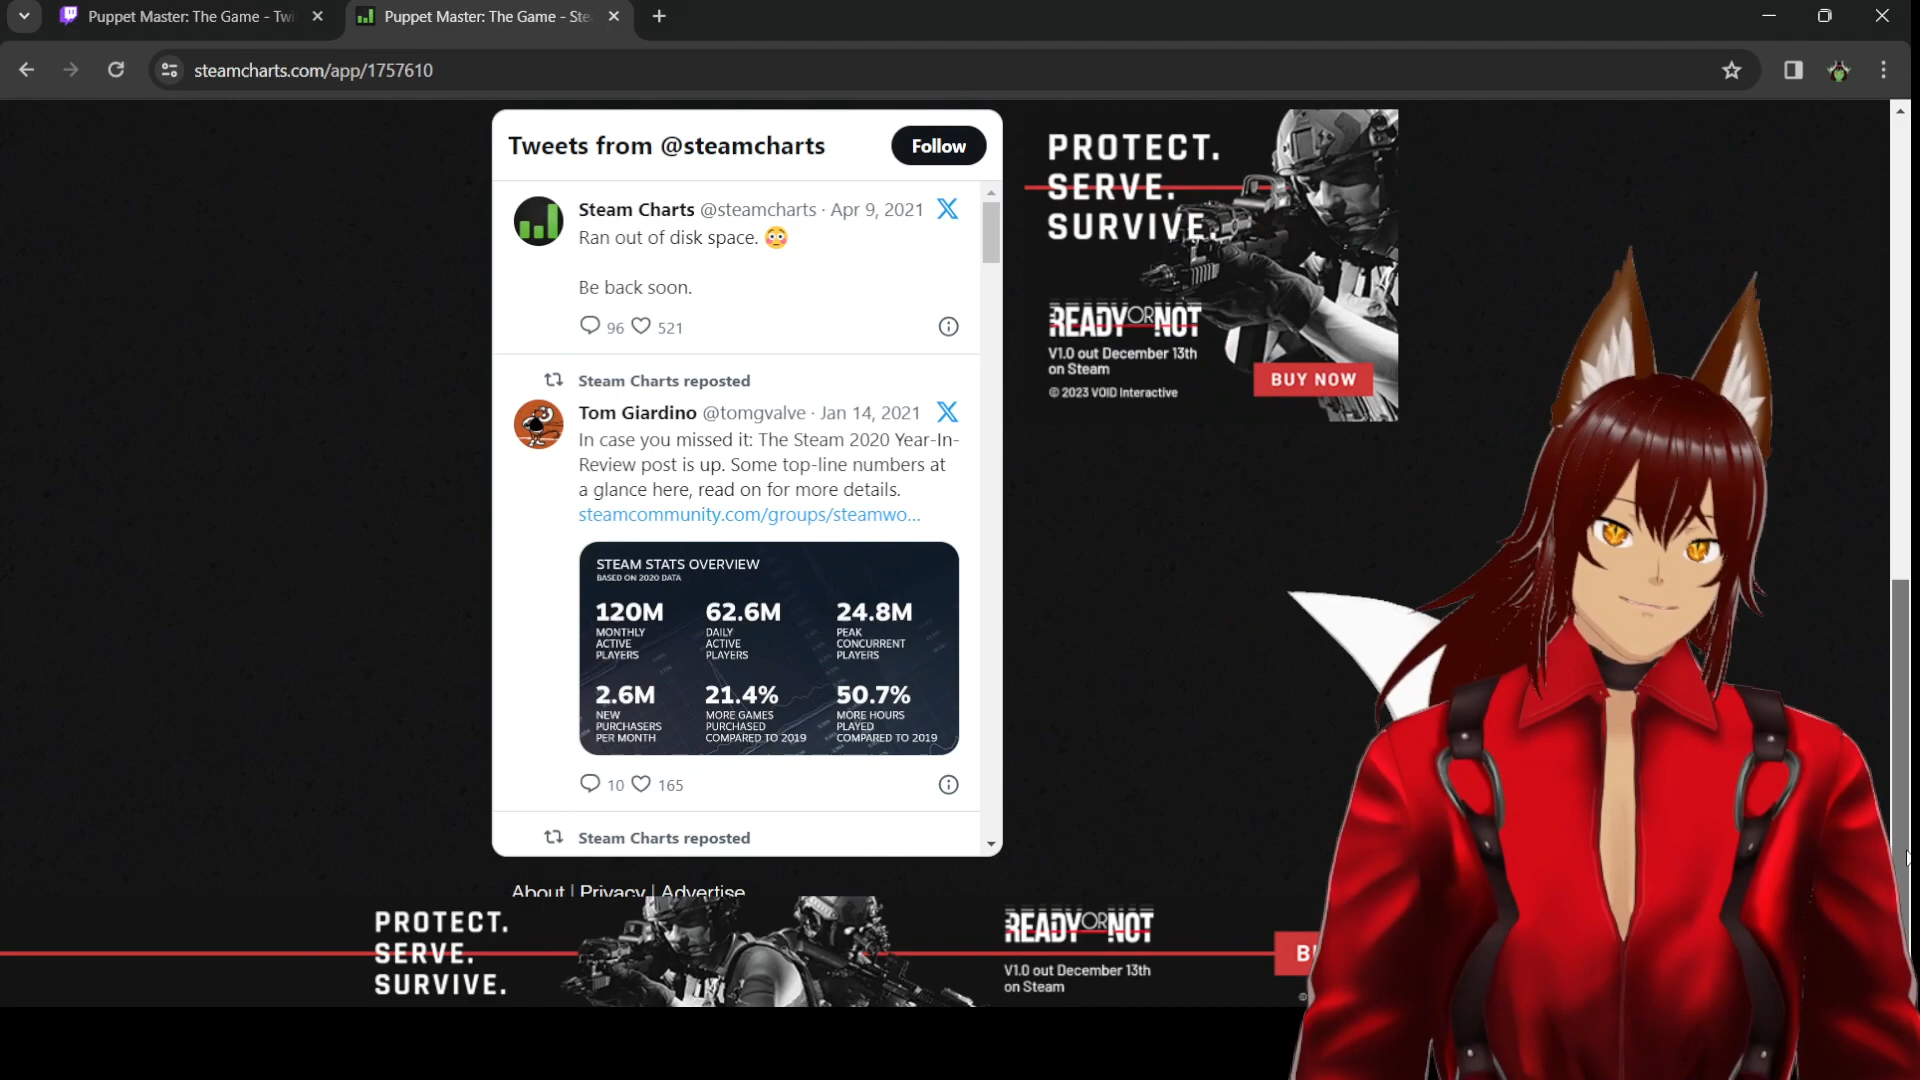 Puppet Master: The Game - Twi
Puppet Master: The Game - Ste
steamcharts.com/app/1757610
Tweets from @steamcharts
Follow
Steam Charts @steamcharts · Apr 9, 2021
Ran out of disk space. 😳
Be back soon.
96 521
Steam Charts reposted
Tom Giardino @tomgvalve · Jan 14, 2021
In case you missed it: The Steam 2020 Year-In-
Review post is up. Some top-line numbers at
a glance here, read on for more details.
steamcommunity.com/groups/steamwo...
STEAM STATS OVERVIEW
BASED ON 2020 DATA
120M 62.6M 24.8M
MONTHLY DAILY PEAK
ACTIVE ACTIVE CONCURRENT
PLAYERS PLAYERS PLAYERS
2.6M 21.4% 50.7%
NEW MORE GAMES MORE HOURS
PURCHASERS PURCHASED PLAYED
PER MONTH COMPARED TO 2019 COMPARED TO 2019
10 165
Steam Charts reposted
About | Privacy | Advertise
PROTECT.
SERVE.
SURVIVE.
READY OR NOT
V1.0 out December 13th
on Steam
© 2023 VOID Interactive
BUY NOW
PROTECT.
SERVE.
SURVIVE.
READY OR NOT
V1.0 out December 13th
on Steam
B
©